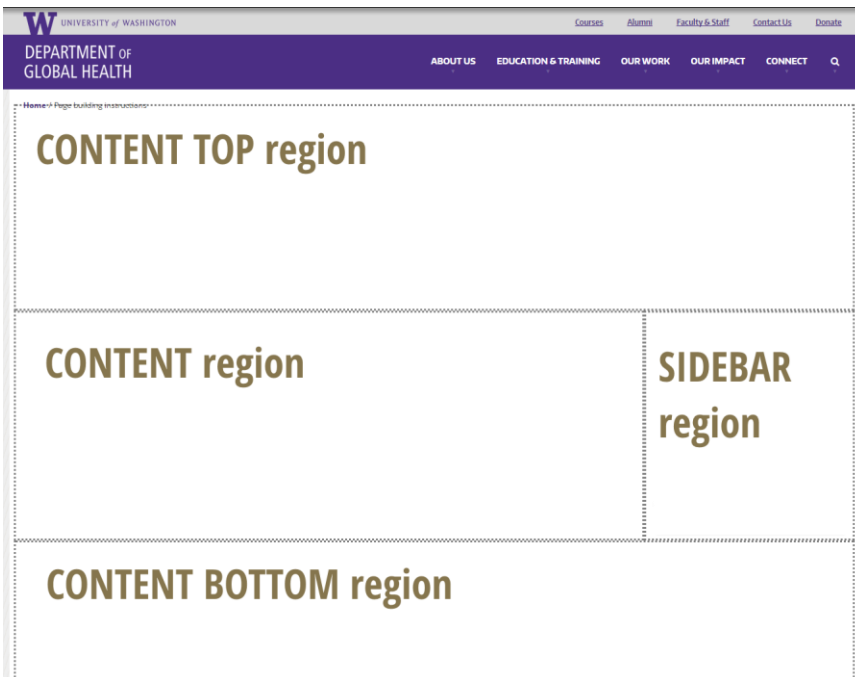 W UNIVERSITY of WASHINGTON Courses Alumni Faculty & Staff Contact Us Donate
DEPARTMENT OF
GLOBAL HEALTH
ABOUT US EDUCATION & TRAINING OUR WORK OUR IMPACT CONNECT
Home / Page building instructions
CONTENT TOP region
CONTENT region
SIDEBAR
region
CONTENT BOTTOM region